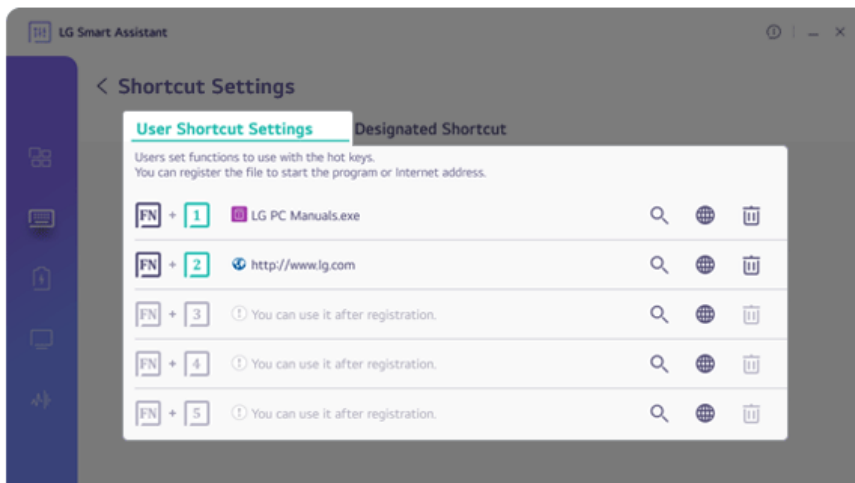 LG Smart Assistant
Shortcut Settings
User Shortcut Settings
Designated Shortcut
Users set functions to use with the hot keys.
You can register the file to start the program or Internet address.
FN + 1 LG PC Manuals.exe
FN + 2 http://www.lg.com
FN + 3 You can use it after registration.
FN + 4 You can use it after registration.
FN + 5 You can use it after registration.